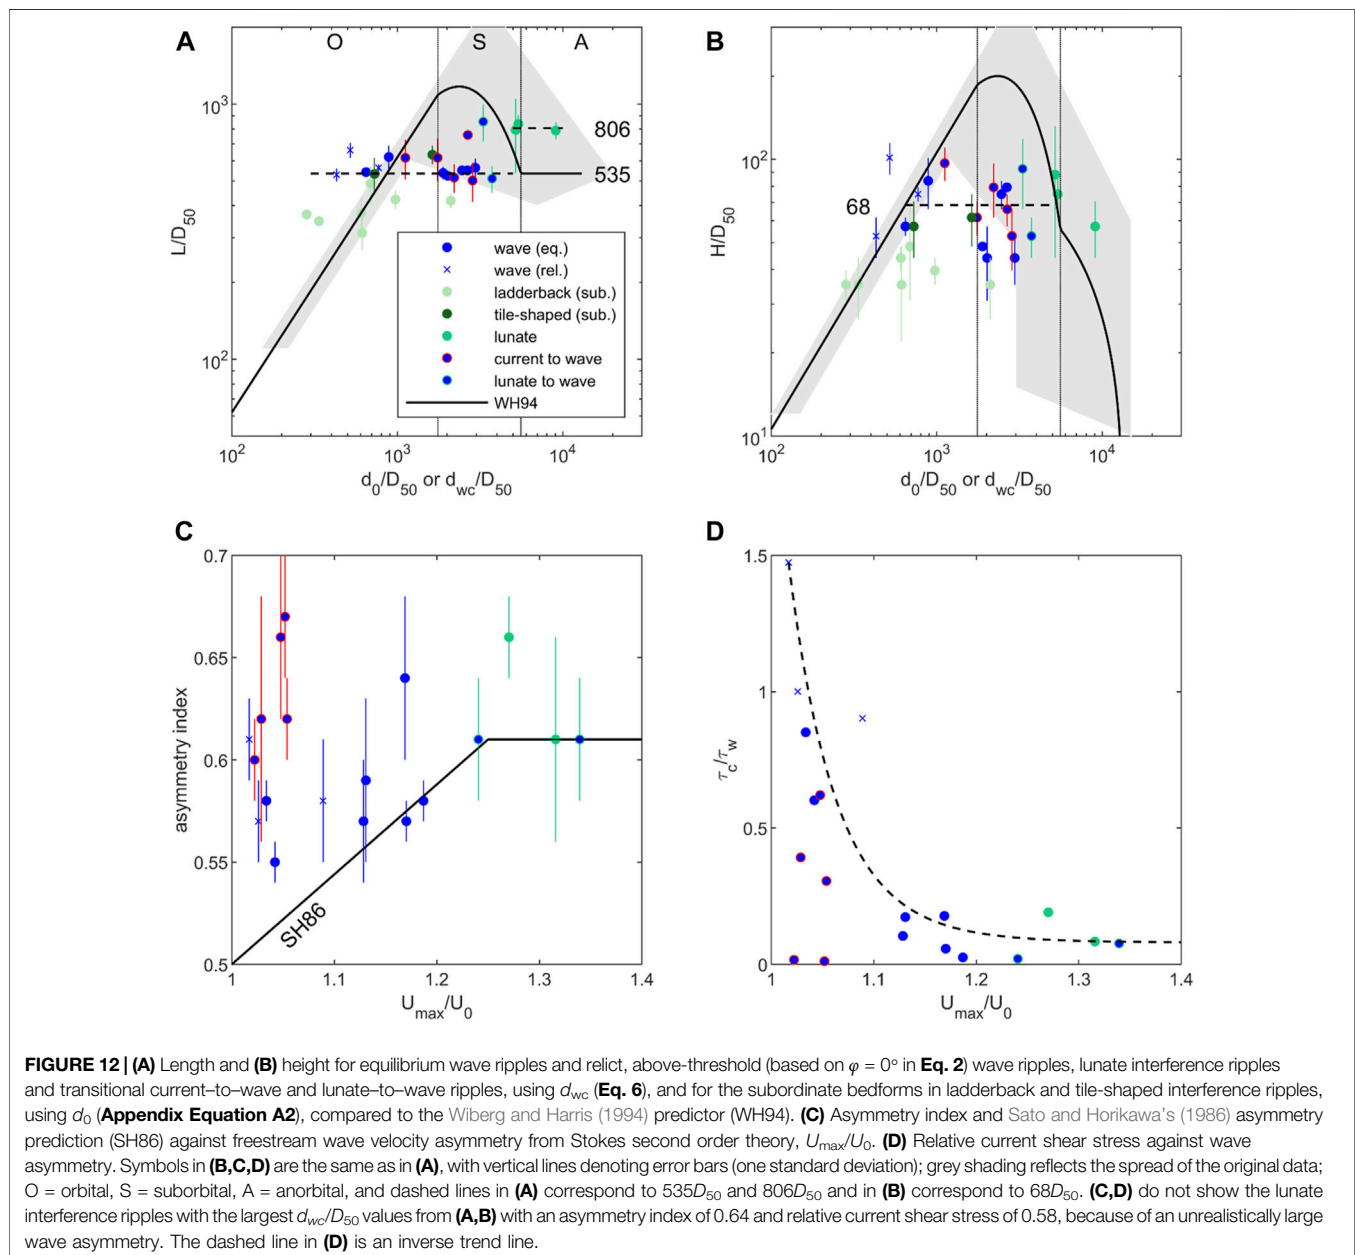 A
O
S
A
10^3
10^2
806
535
L/D50
wave (eq.)
wave (rel.)
ladderback (sub.)
tile-shaped (sub.)
lunate
current to wave
lunate to wave
WH94
10^2
10^3
10^4
d0/D50 or dwc/D50
B
10^2
10^1
68
H/D50
10^2
10^3
10^4
d0/D50 or dwc/D50
C
0.7
0.65
0.6
0.55
0.5
asymmetry index
SH86
1
1.1
1.2
1.3
1.4
Umax/U0
D
1.5
1
0.5
0
τc/τw
1
1.1
1.2
1.3
1.4
Umax/U0
FIGURE 12 | (A) Length and (B) height for equilibrium wave ripples and relict, above-threshold (based on φ = 0° in Eq. 2) wave ripples, lunate interference ripples
and transitional current–to–wave and lunate–to–wave ripples, using dwc (Eq. 6), and for the subordinate bedforms in ladderback and tile-shaped interference ripples,
using d0 (Appendix Equation A2), compared to the Wiberg and Harris (1994) predictor (WH94). (C) Asymmetry index and Sato and Horikawa's (1986) asymmetry
prediction (SH86) against freestream wave velocity asymmetry from Stokes second order theory, Umax/U0. (D) Relative current shear stress against wave
asymmetry. Symbols in (B,C,D) are the same as in (A), with vertical lines denoting error bars (one standard deviation); grey shading reflects the spread of the original data;
O = orbital, S = suborbital, A = anorbital, and dashed lines in (A) correspond to 535D50 and 806D50 and in (B) correspond to 68D50. (C,D) do not show the lunate
interference ripples with the largest dwc/D50 values from (A,B) with an asymmetry index of 0.64 and relative current shear stress of 0.58, because of an unrealistically large
wave asymmetry. The dashed line in (D) is an inverse trend line.